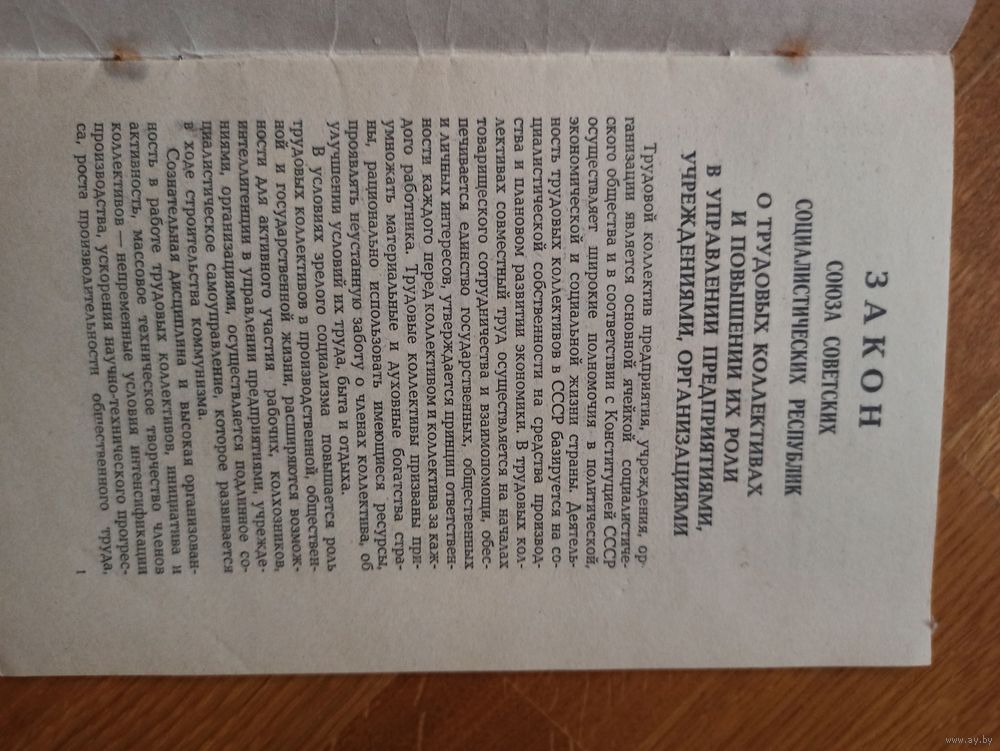 ЗАКОН
СОЮЗА СОВЕТСКИХ
СОЦИАЛИСТИЧЕСКИХ РЕСПУБЛИК
О ТРУДОВЫХ КОЛЛЕКТИВАХ
И ПОВЫШЕНИИ ИХ РОЛИ
В УПРАВЛЕНИИ ПРЕДПРИЯТИЯМИ,
УЧРЕЖДЕНИЯМИ, ОРГАНИЗАЦИЯМИ
Трудовой коллектив предприятия, учреждения, ор-
ганизации является основной ячейкой социалистиче-
ского общества и в соответствии с Конституцией СССР
осуществляет широкие полномочия в политической,
экономической и социальной жизни страны. Деятель-
ность трудовых коллективов в СССР базируется на со-
циалистической собственности на средства производ-
ства и плановом развитии экономики. В трудовых кол-
лективах совместный труд осуществляется на началах
товарищеского сотрудничества и взаимопомощи, обес-
печивается единство государственных, общественных
и личных интересов, утверждается принцип ответствен-
ности каждого перед коллективом и коллектива за каж-
дого работника. Трудовые коллективы призваны при-
умножать материальные и духовные богатства стра-
ны, рационально использовать имеющиеся ресурсы,
проявлять неустанную заботу о членах коллектива, об
улучшении условий их труда, быта и отдыха.
В условиях зрелого социализма повышается роль
трудовых коллективов в производственной, обществен-
ной и государственной жизни, расширяются возмож-
ности для активного участия рабочих, колхозников,
интеллигенции в управлении предприятиями, учрежде-
ниями, организациями, осуществляется подлинное со-
циалистическое самоуправление, которое развивается
в ходе строительства коммунизма.
Сознательная дисциплина и высокая организован-
ность в работе трудовых коллективов, инициатива и
активность, массовое техническое творчество членов
коллективов — непременные условия интенсификации
производства, ускорения научно-технического прогрес-
са, роста производительности общественного труда,
1
www.ay.by